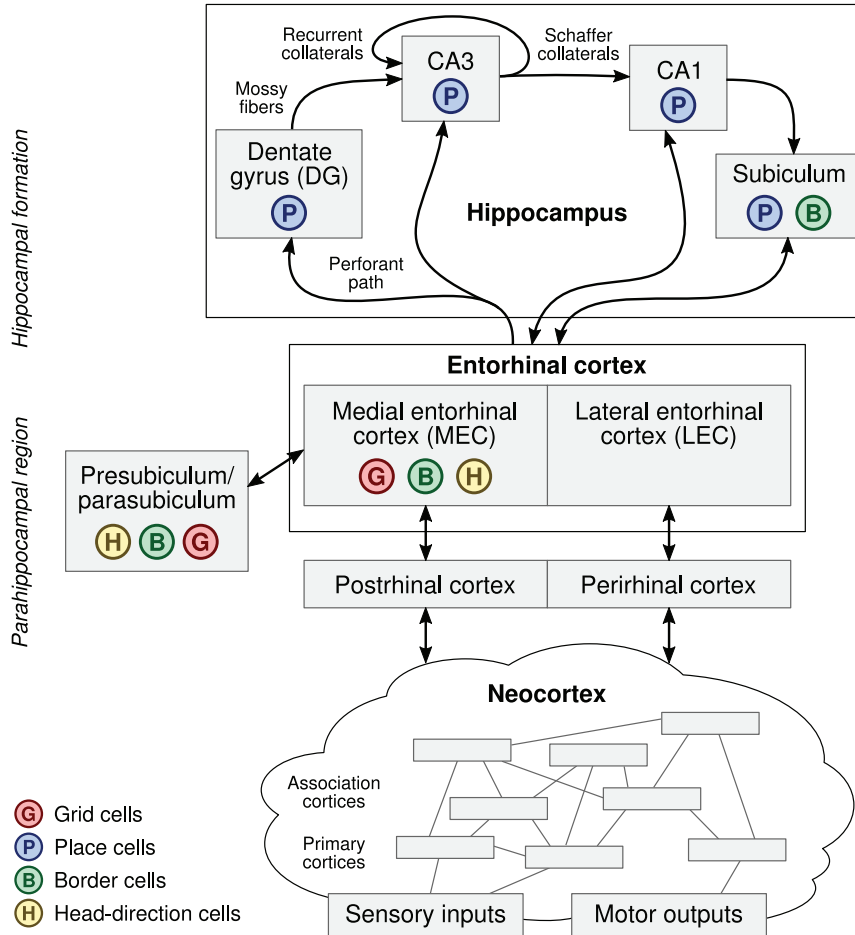 Recurrent
collaterals
Schaffer
collaterals
CA3
P
CA1
P
Mossy
fibers
Dentate
gyrus (DG)
P
Subiculum
P B
Hippocampus
Perforant
path
Hippocampal formation
Entorhinal cortex
Medial entorhinal
cortex (MEC)
G B H
Lateral entorhinal
cortex (LEC)
Presubiculum/
parasubiculum
H B G
Parahippocampal region
Postrhinal cortex
Perirhinal cortex
Neocortex
Association
cortices
Primary
cortices
Sensory inputs
Motor outputs
G Grid cells
P Place cells
B Border cells
H Head-direction cells